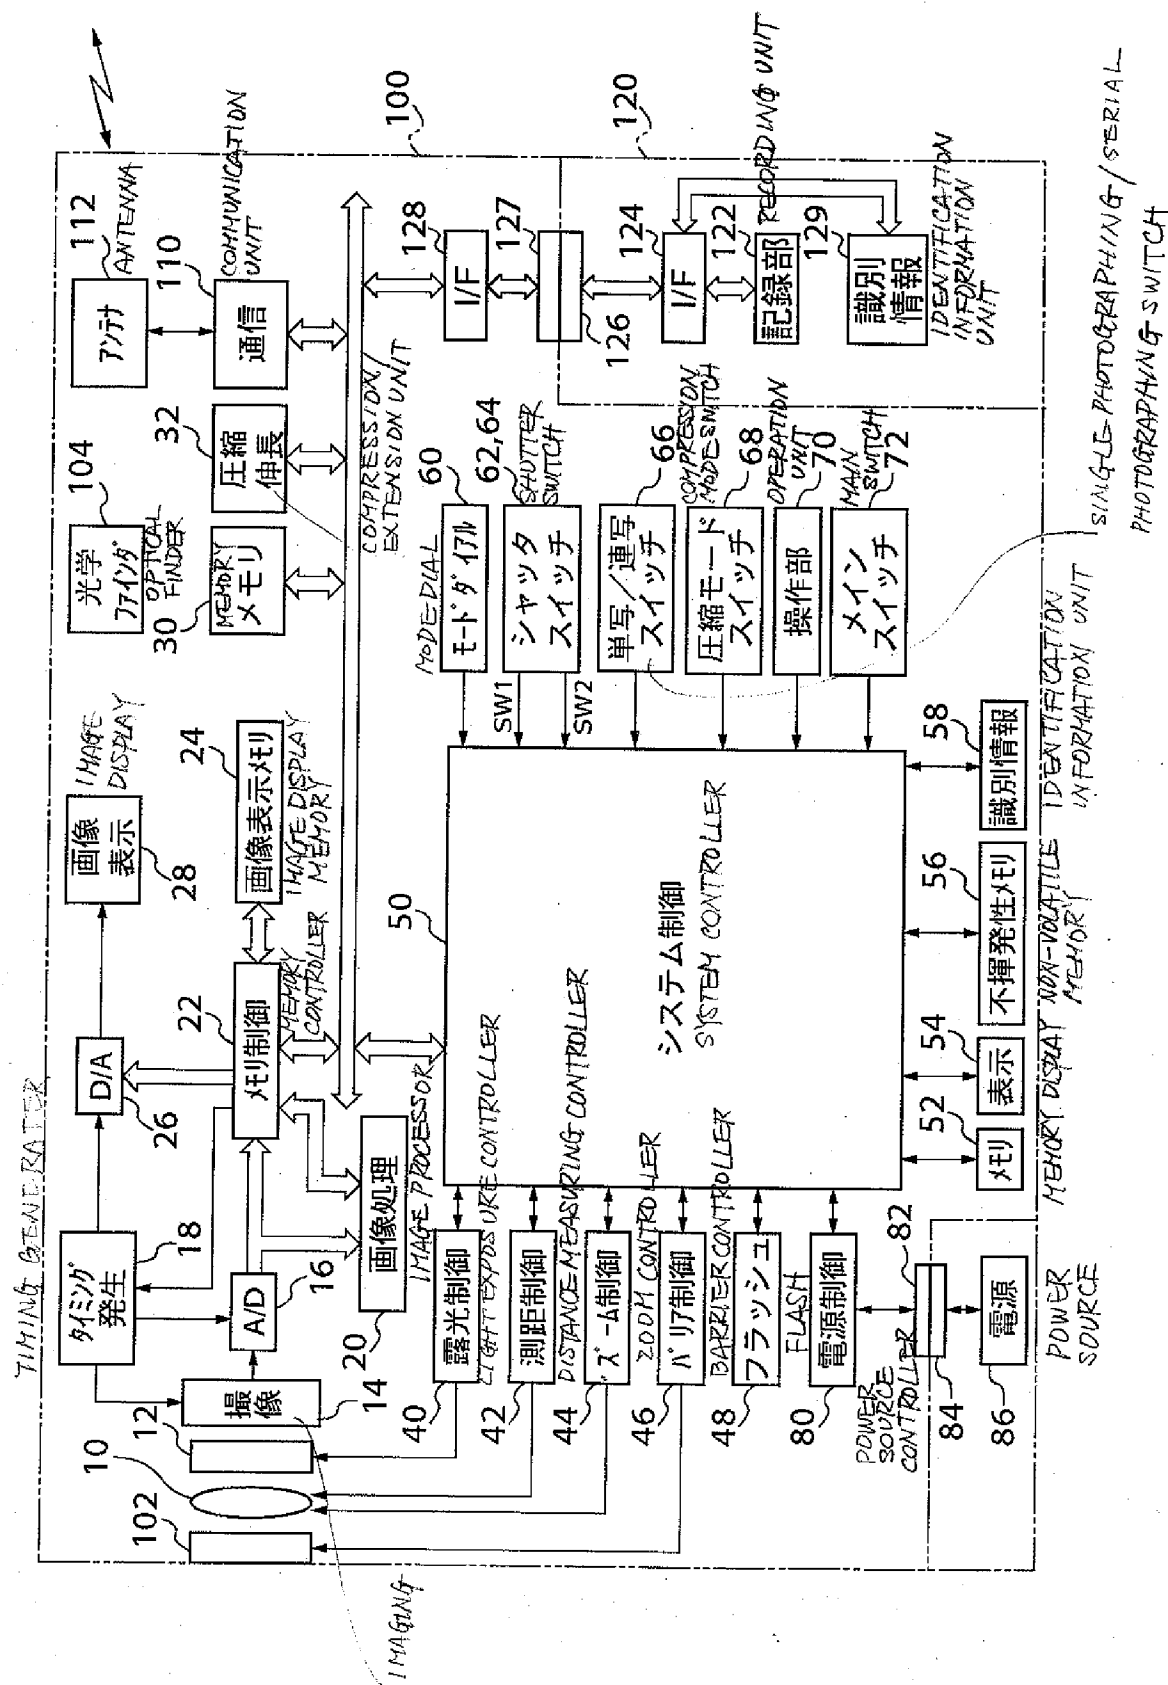 TIMING GENERATER
タイミング
発生
18
A/D
16
撮像
14
12
10
102
IMAGING
D/A
26
画像
表示
28
IMAGE
DISPLAY
メモリ制御
22
MEMORY
CONTROLLER
画像表示メモリ
24
IMAGE DISPLAY
MEMORY
画像処理
20
IMAGE PROCESSOR
光学
ファインダ
104
OPTICAL
FINDER
メモリ
MEMORY
30
圧縮
伸長
32
COMPRESSION/
EXTENSION UNIT
アンテナ
112
ANTENNA
通信
110
COMMUNICATION
UNIT
100
120
I/F
128
127
126
I/F
124
記録部
122
RECORDING UNIT
識別
情報
129
IDENTIFICATION
INFORMATION
UNIT
システム制御
SYSTEM CONTROLLER
50
露光制御
40
LIGHT EXPOSURE CONTROLLER
測距制御
42
DISTANCE MEASURING CONTROLLER
ズーム制御
44
ZOOM CONTROLLER
バリア制御
46
BARRIER CONTROLLER
フラッシュ
48
FLASH
電源制御
80
POWER
SOURCE
CONTROLLER
82
84
電源
86
POWER
SOURCE
モードダイアル
60
MODE DIAL
シャッタ
スイッチ
62,64
SHUTTER
SWITCH
SW1
SW2
単写/連写
スイッチ
66
圧縮モード
スイッチ
68
COMPRESSION
MODE SWITCH
操作部
70
OPERATION
UNIT
メイン
スイッチ
72
MAIN
SWITCH
SINGLE-PHOTOGRAPHING/SERIAL
PHOTOGRAPHING SWITCH
メモリ
52
MEMORY
表示
54
DISPLAY
不揮発性メモリ
56
NON-VOLATILE
MEMORY
識別情報
58
IDENTIFICATION
INFORMATION UNIT